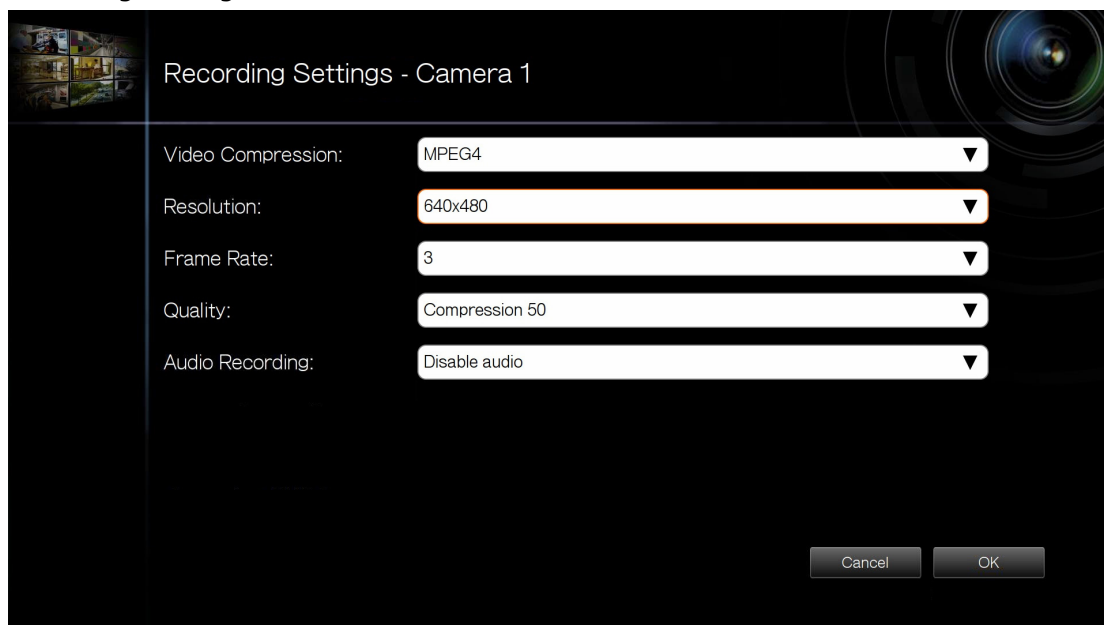 Recording Settings - Camera 1
Video Compression: MPEG4
Resolution: 640x480
Frame Rate: 3
Quality: Compression 50
Audio Recording: Disable audio
Cancel OK